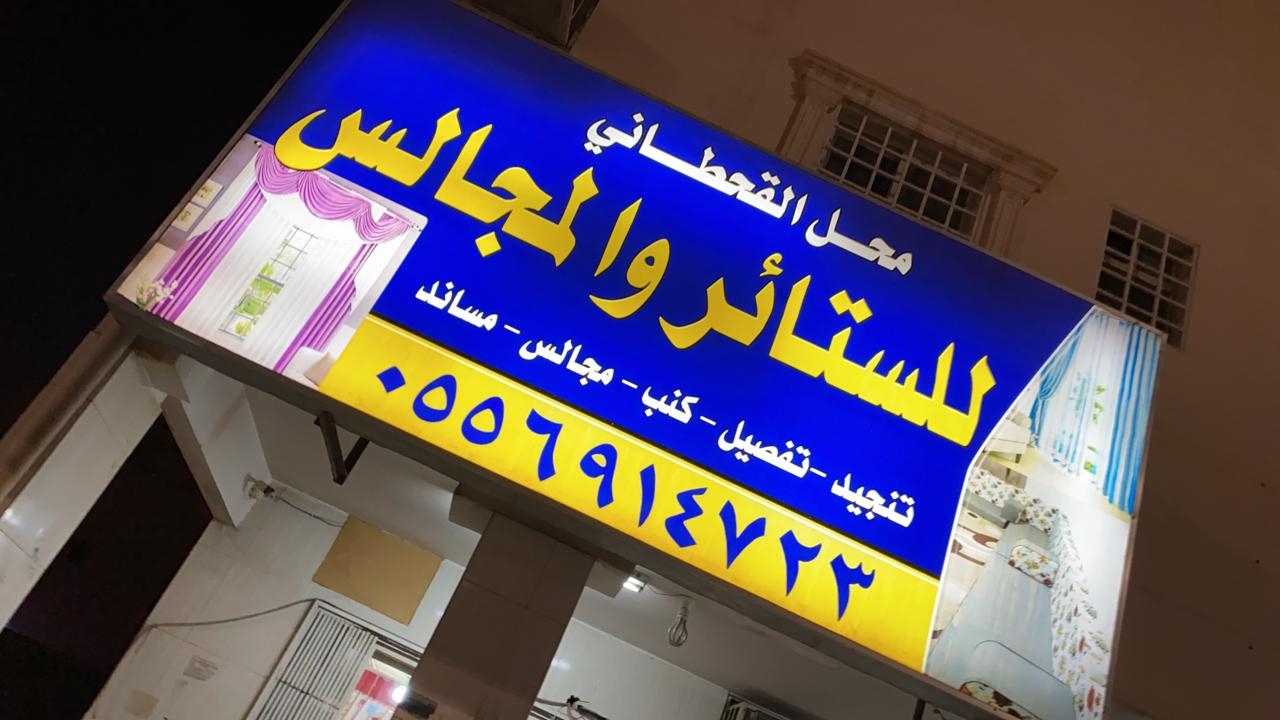 محل القحطاني
للستائر والمجالس
تنجيد - تفصيل - كنب - مجالس - مساند
٠٥٥٦٩١٤٧٢٣